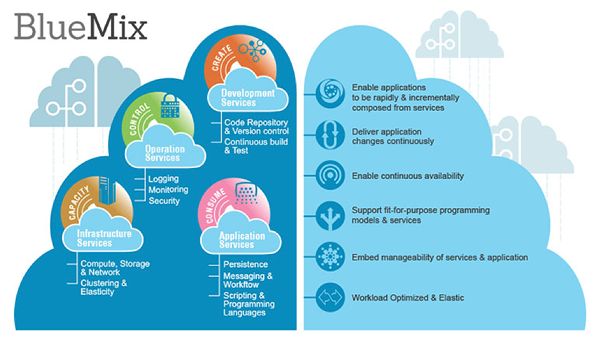 BlueMix
CREATE
Development
Services
Code Repository
& Version control
Continuous build
& Test
CONTROL
Operation
Services
Logging
Monitoring
Security
CAPACITY
Infrastructure
Services
Compute, Storage
& Network
Clustering &
Elasticity
CONSUME
Application
Services
Persistence
Messaging &
Workflow
Scripting &
Programming
Languages
Enable applications
to be rapidly & incrementally
composed from services
Deliver application
changes continuously
Enable continuous availability
Support fit-for-purpose programming
models & services
Embed manageability of services & application
Workload Optimized & Elastic